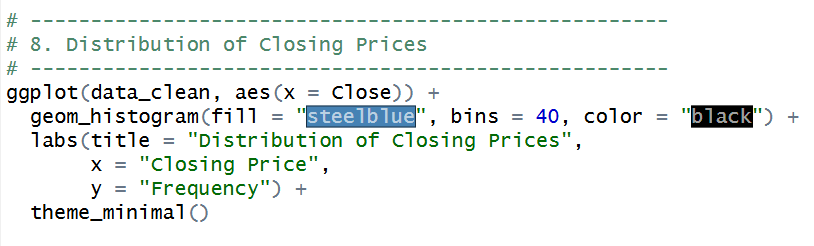 # ------------------------------------------------------
# 8. Distribution of Closing Prices
# ------------------------------------------------------
ggplot(data_clean, aes(x = Close)) +
  geom_histogram(fill = "steelblue", bins = 40, color = "black") +
  labs(title = "Distribution of Closing Prices",
       x = "Closing Price",
       y = "Frequency") +
  theme_minimal()